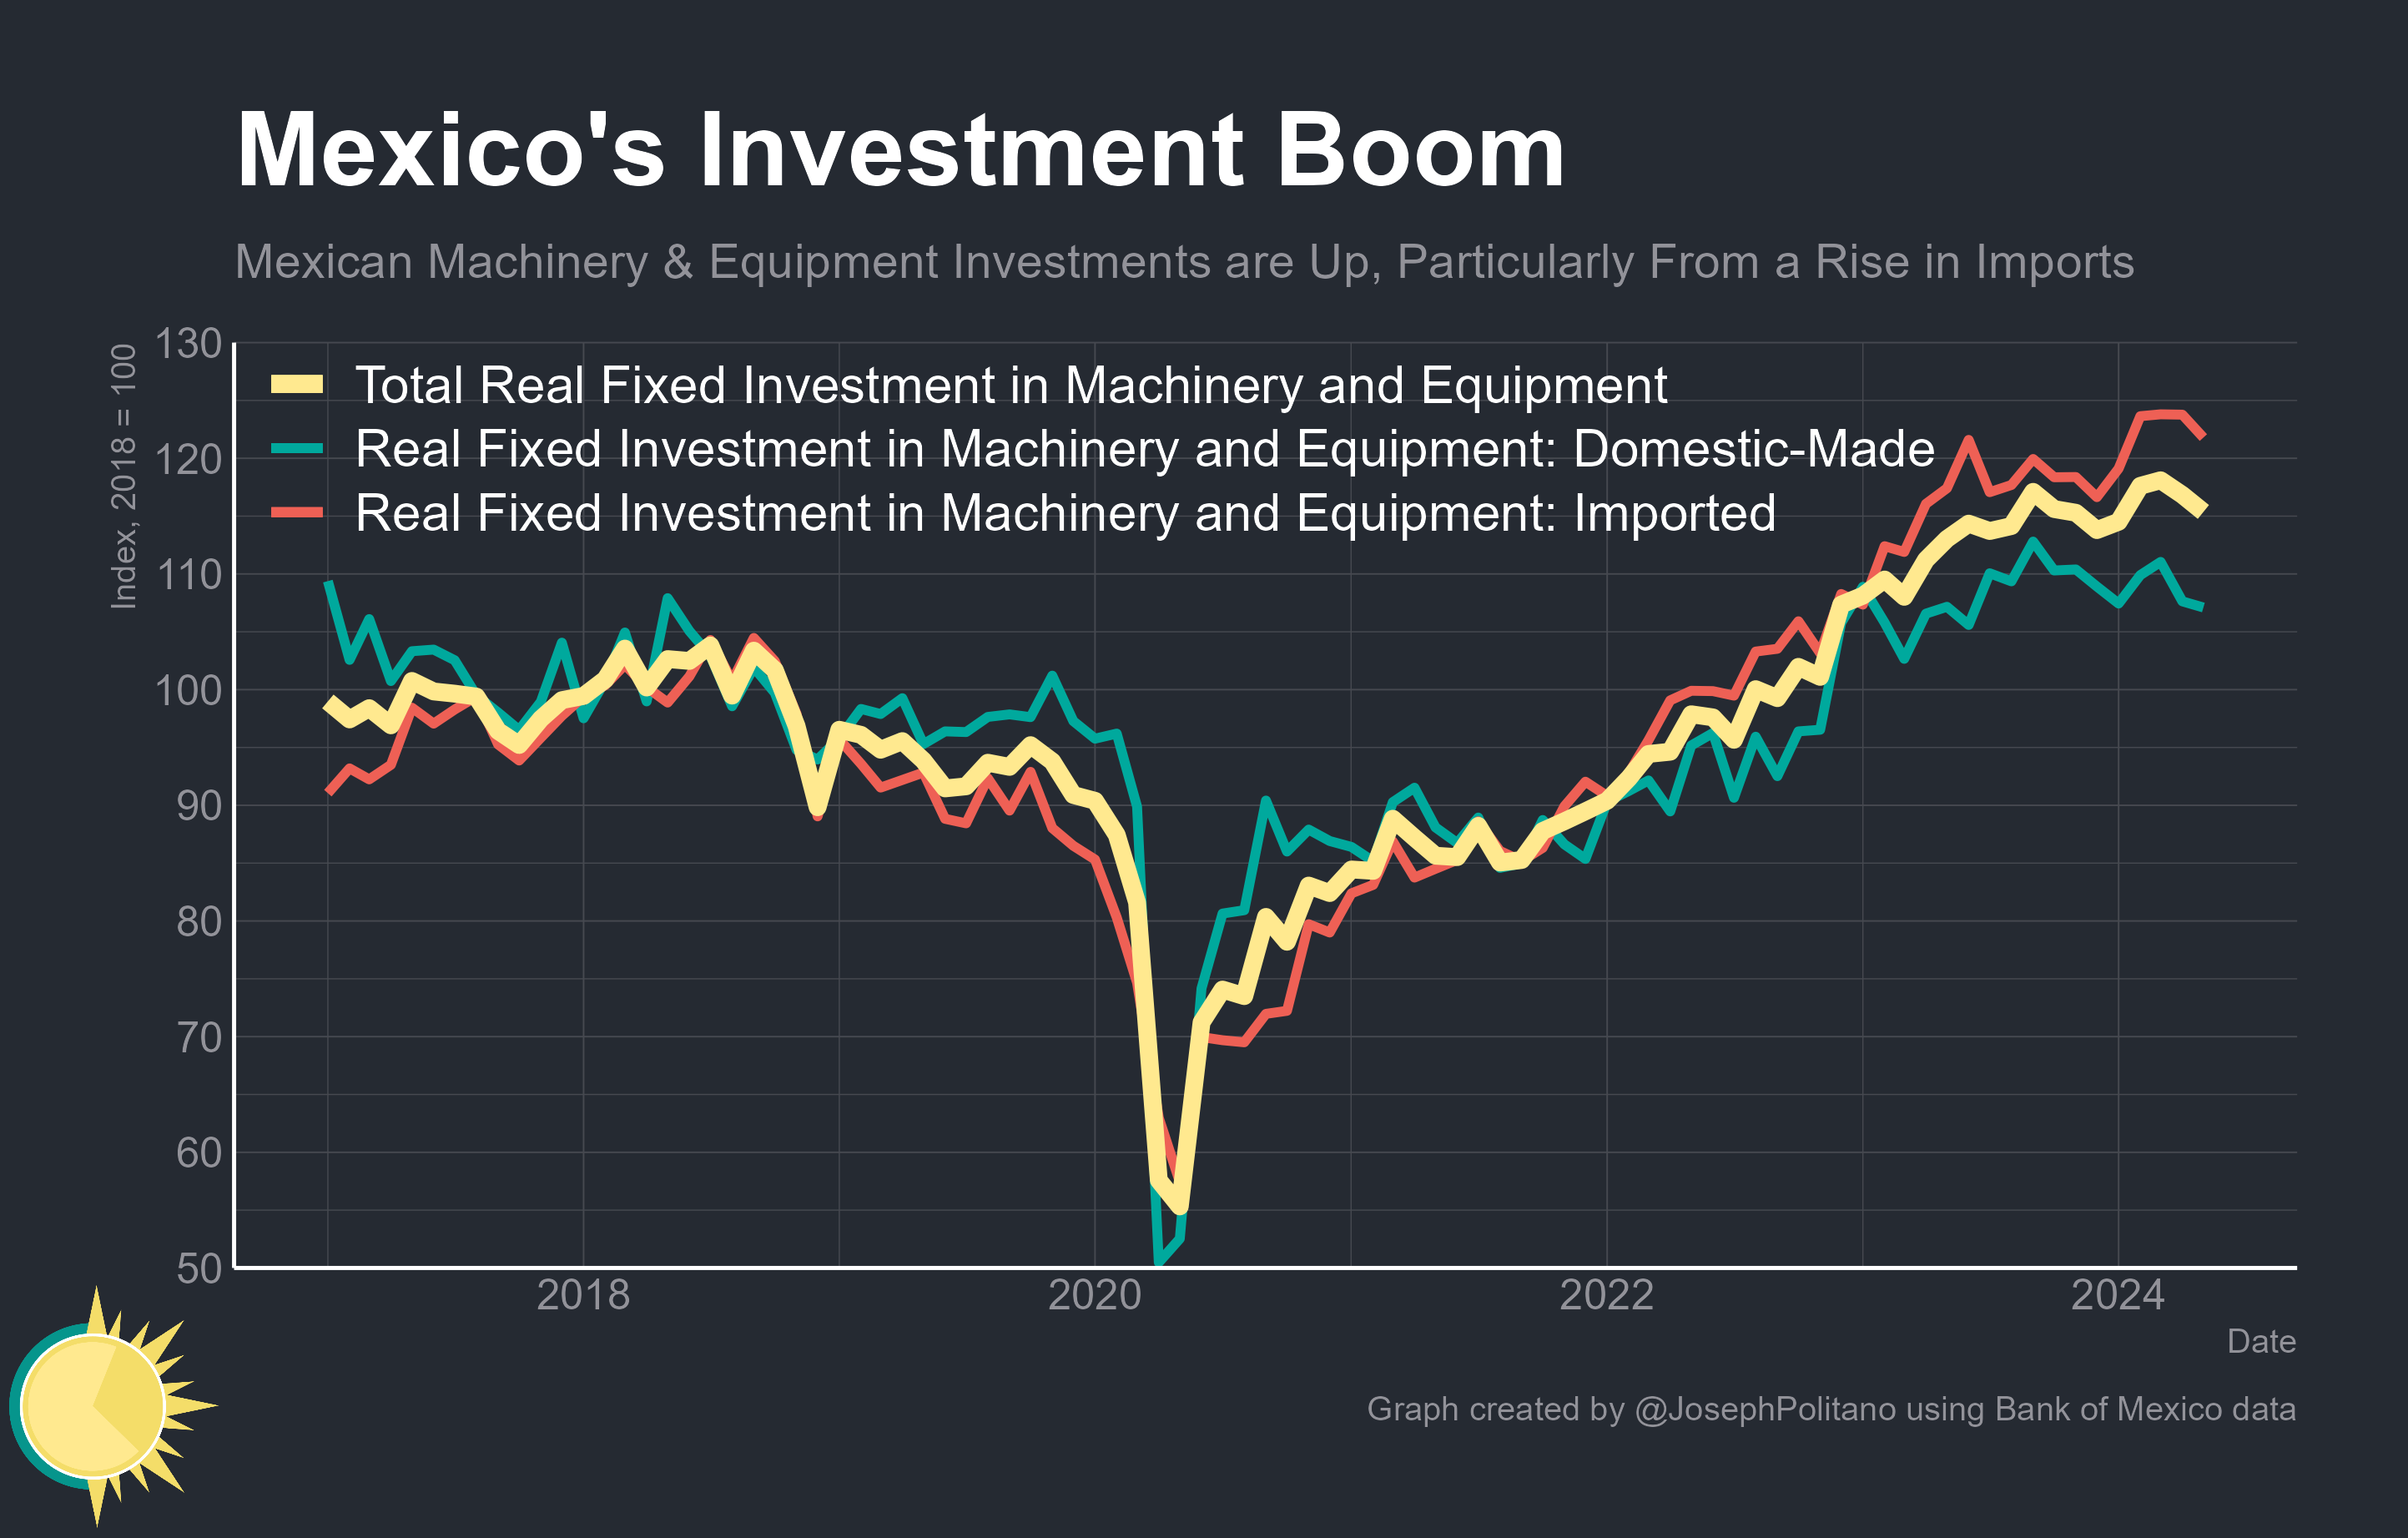 Mexico's Investment Boom
Mexican Machinery & Equipment Investments are Up, Particularly From a Rise in Imports
Index, 2018 = 100
130
120
110
100
90
80
70
60
50
Total Real Fixed Investment in Machinery and Equipment
Real Fixed Investment in Machinery and Equipment: Domestic-Made
Real Fixed Investment in Machinery and Equipment: Imported
2018
2020
2022
2024
Date
Graph created by @JosephPolitano using Bank of Mexico data